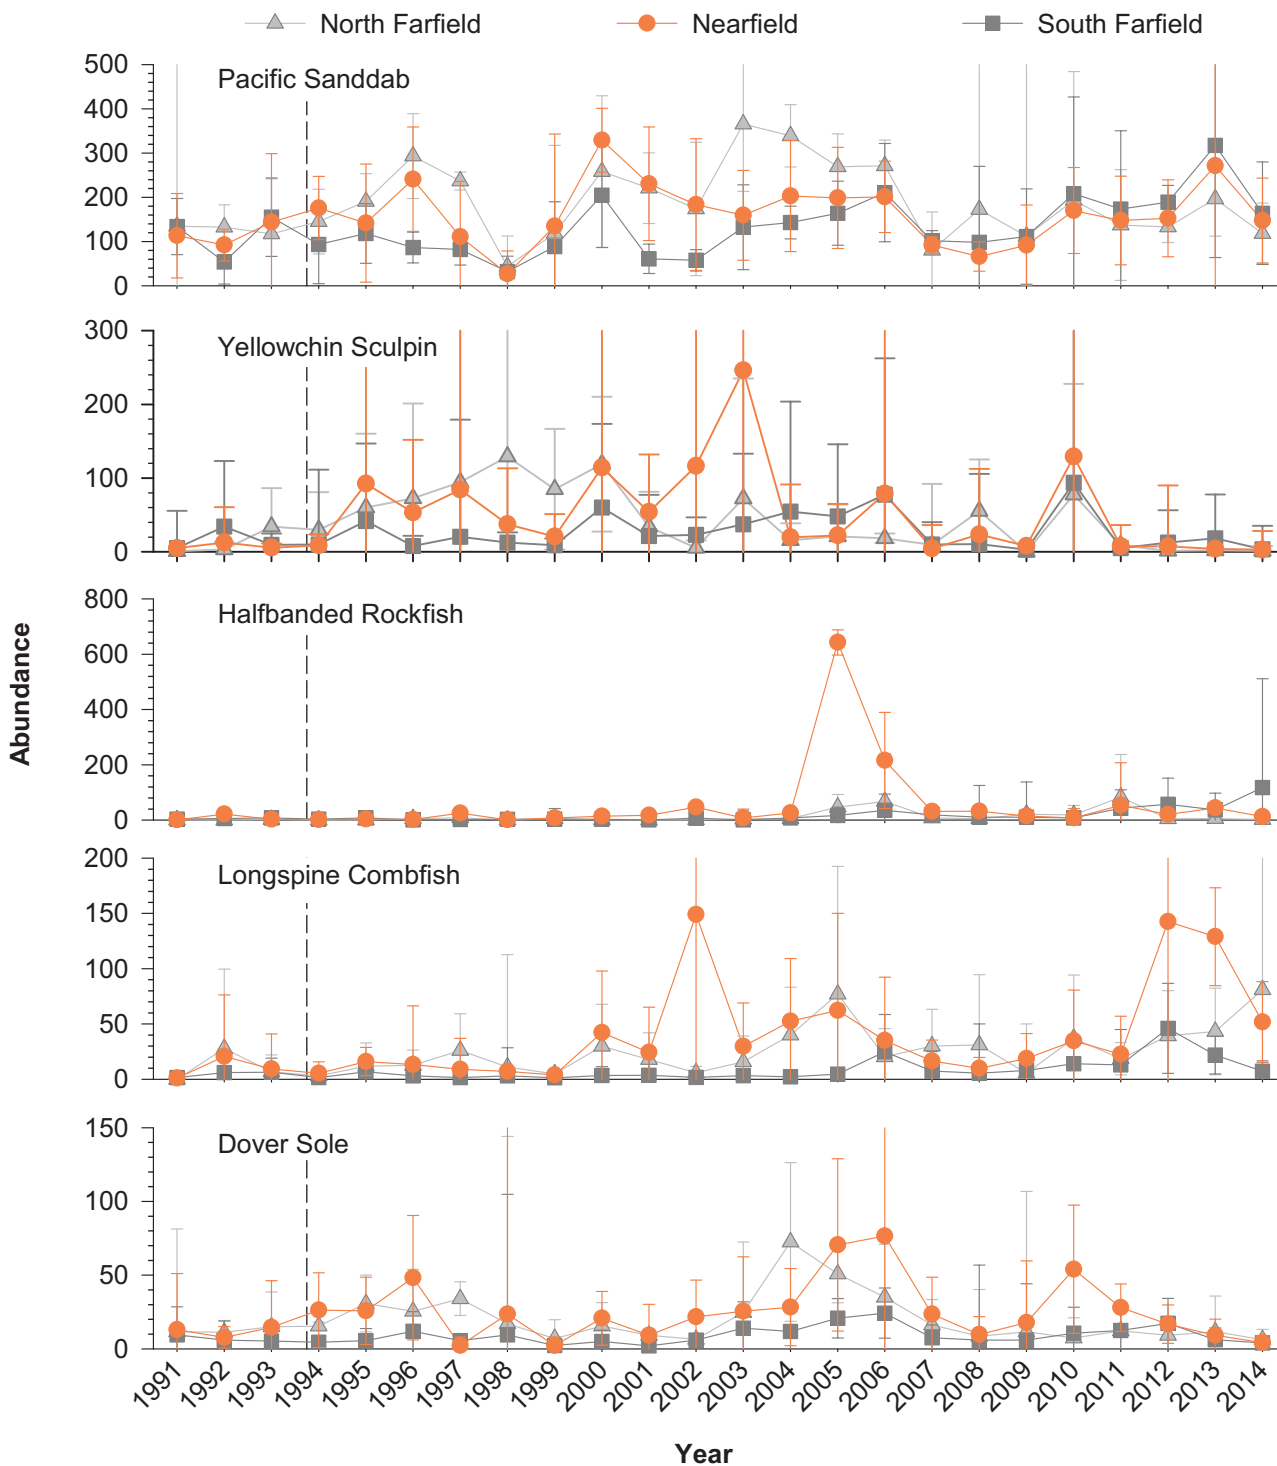 North Farfield Nearfield South Farfield
Pacific Sanddab
500
400
300
200
100
0
Yellowchin Sculpin
300
200
100
0
Halfbanded Rockfish
800
600
400
200
0
Abundance
Longspine Combfish
200
150
100
50
0
Dover Sole
150
100
50
0
1991 1992 1993 1994 1995 1996 1997 1998 1999 2000 2001 2002 2003 2004 2005 2006 2007 2008 2009 2010 2011 2012 2013 2014
Year